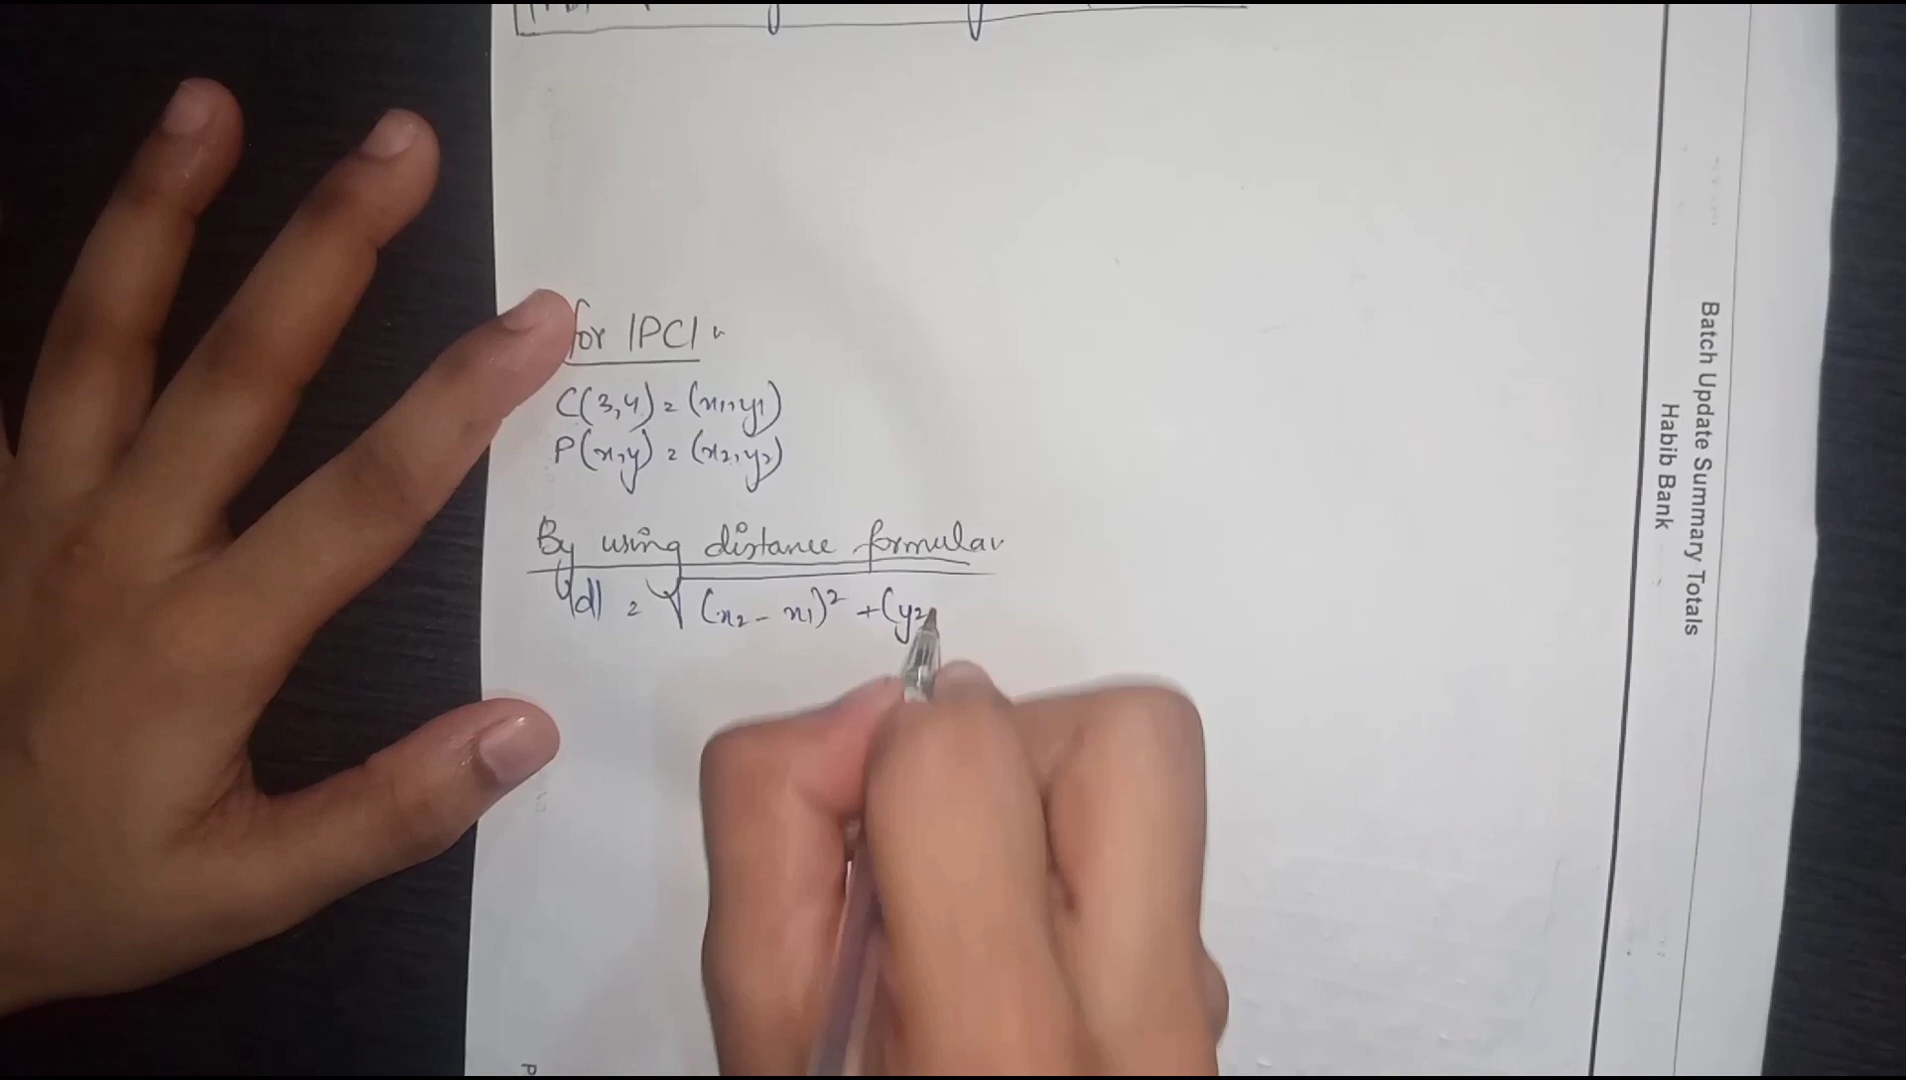 for |PC|
C(3,4) = (x1,y1)
P(x,y) = (x2,y2)
By using distance formula
|d| = √(x2 - x1)² + (y2
Batch Update Summary Totals
Habib Bank
P